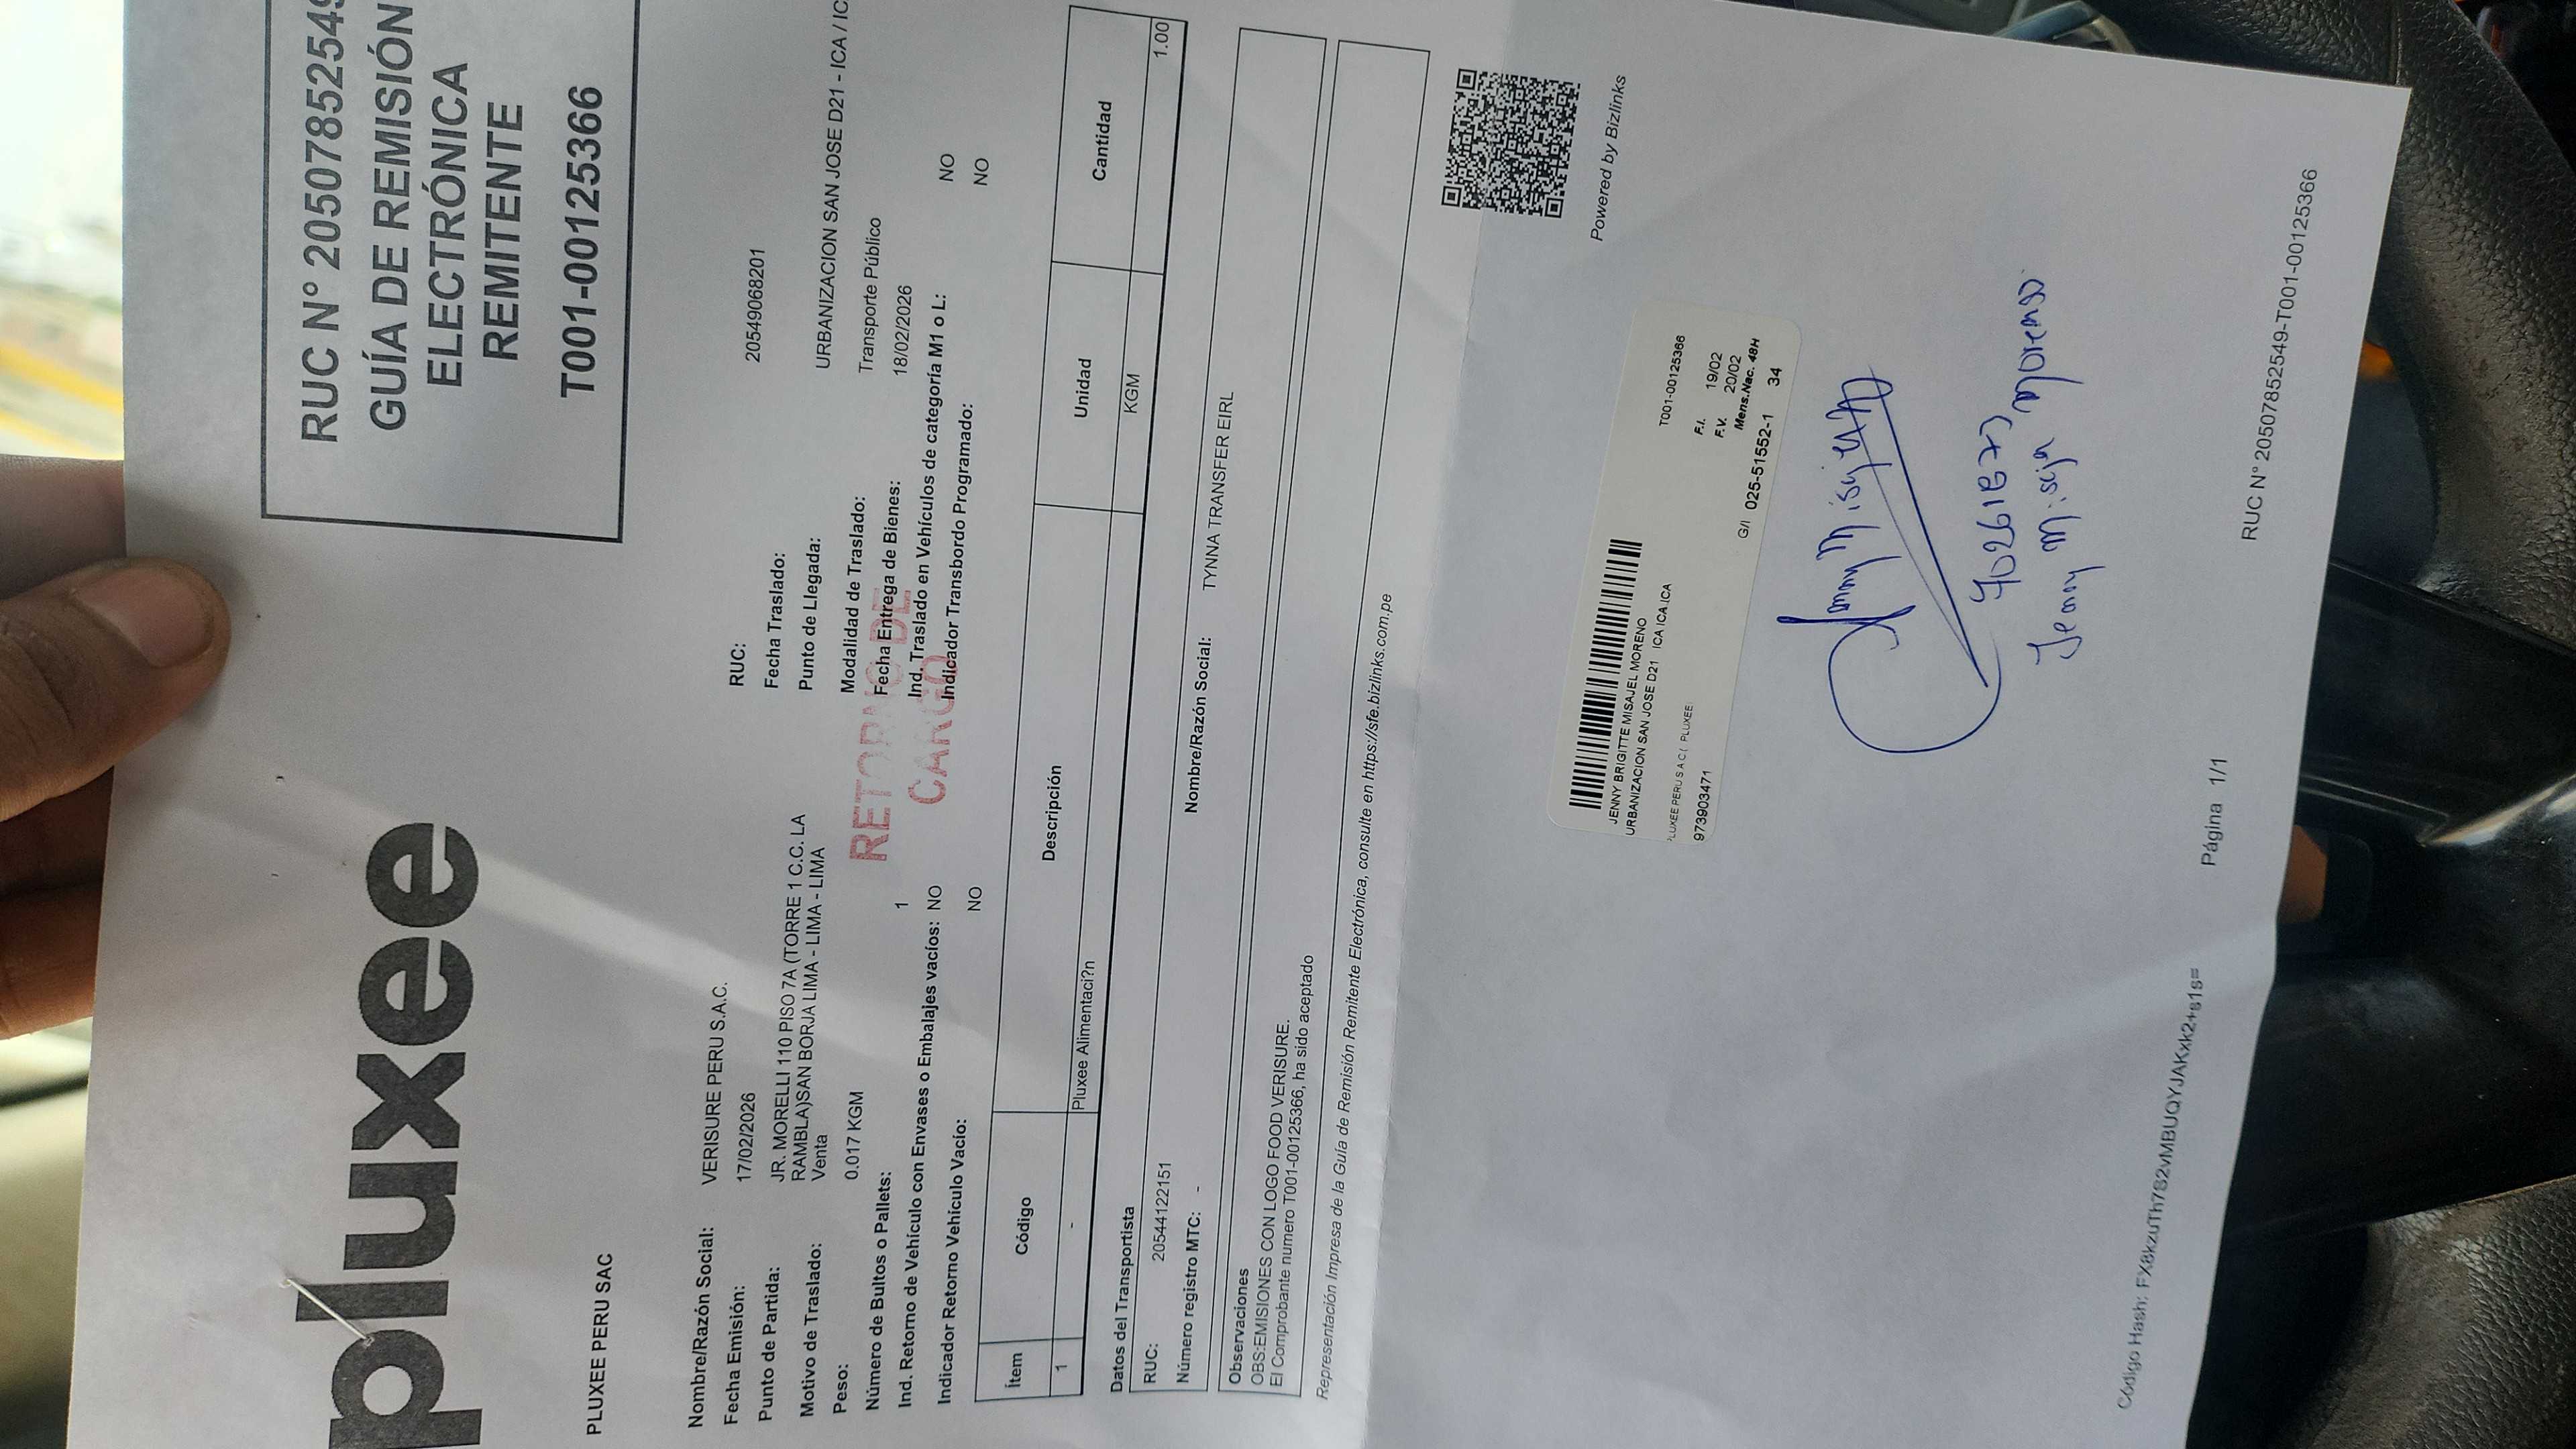 pluxee
RUC N° 20507852549
GUÍA DE REMISIÓN
ELECTRÓNICA
REMITENTE
T001-00125366
PLUXEE PERU SAC
Nombre/Razón Social: VERISURE PERU S.A.C. RUC: 20549068201
Fecha Emisión: 17/02/2026 Fecha Traslado:
Punto de Partida: JR. MORELLI 110 PISO 7A (TORRE 1 C.C. LA
RAMBLA)SAN BORJA LIMA - LIMA - LIMA
Punto de Llegada: URBANIZACION SAN JOSE D21 - ICA / IC
Motivo de Traslado: Venta Modalidad de Traslado: Transporte Público
Peso: 0.017 KGM Fecha Entrega de Bienes: 18/02/2026
Número de Bultos o Pallets: 1 Ind. Traslado en Vehículos de categoría M1 o L: NO
Ind. Retorno de Vehículo con Envases o Embalajes vacíos: NO Indicador Transbordo Programado: NO
Indicador Retorno Vehículo Vacío: NO
RETORNO DE
CARGO
Ítem Código Descripción Unidad Cantidad
1 - Pluxee Alimentaci?n KGM 1.00
Datos del Transportista
RUC: 20544122151 Nombre/Razón Social: TYNNA TRANSFER EIRL
Número registro MTC: -
Observaciones
OBS:EMISIONES CON LOGO FOOD VERISURE.
El Comprobante numero T001-00125366, ha sido aceptado
Representación Impresa de la Guía de Remisión Remitente Electrónica, consulte en https://sfe.bizlinks.com.pe
Powered by Bizlinks
JENNY BRIGITTE MISAJEL MORENO
URBANIZACION SAN JOSE D21 ICA ICA ICA
T001-00125366
PLUXEE PERU S A C ( PLUXEE
F.I. 19/02
F.V. 20/02
973903471
Mens.Nac. 48H
G/I 025-51552-1 34
Jenny Misajel M
70261673
Jenny Misajel Moreno
Código Hash: FX8kzuTh7S2vMBUQYJAKxk2+s1s=
Página 1/1
RUC N° 20507852549-T001-00125366